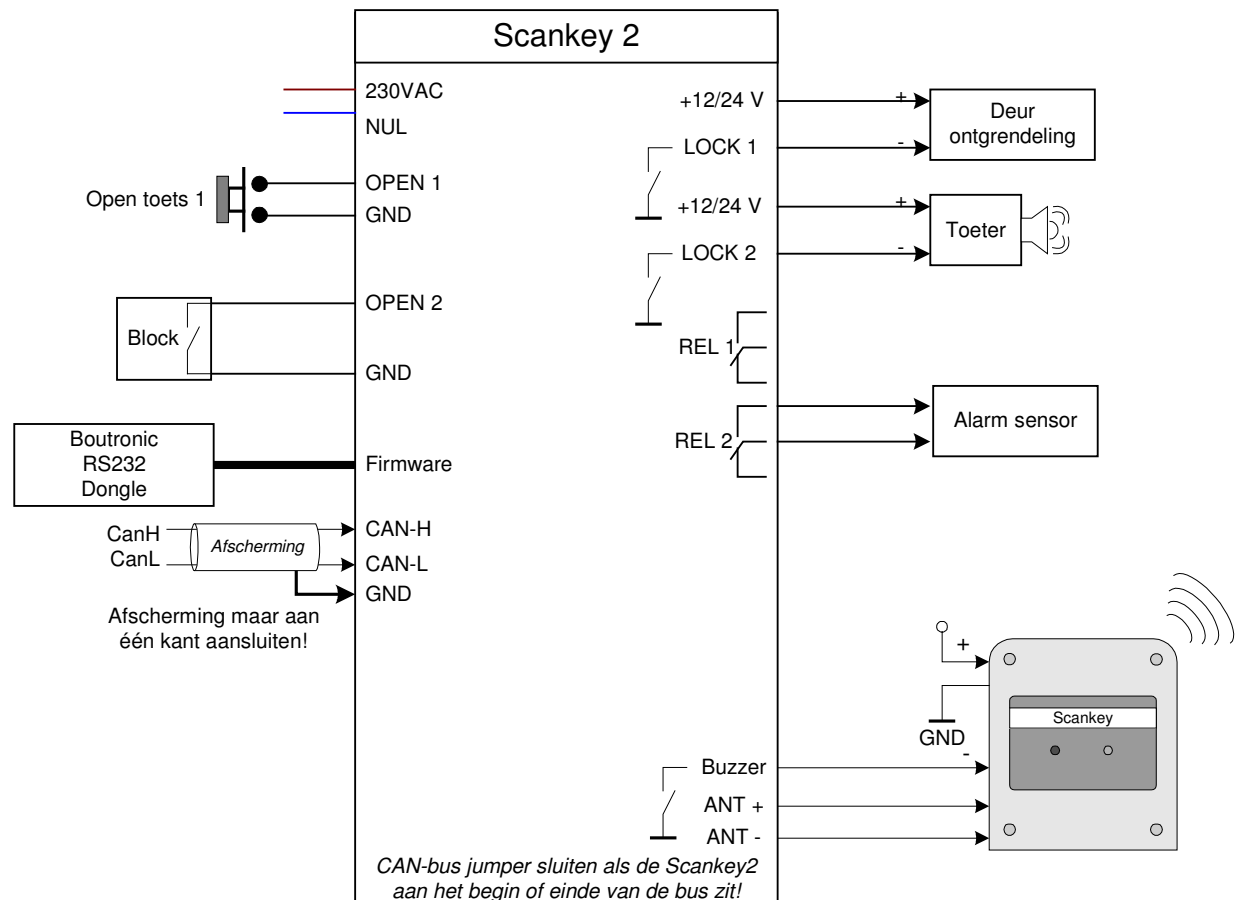 Scankey 2
230VAC
NUL
Open toets 1
OPEN 1
GND
Block
OPEN 2
GND
Boutronic
RS232
Dongle
Firmware
CanH
CanL
Afscherming
CAN-H
CAN-L
GND
Afscherming maar aan
één kant aansluiten!
+12/24 V
+
LOCK 1
-
Deur
ontgrendeling
+12/24 V
+
LOCK 2
-
Toeter
REL 1
REL 2
Alarm sensor
+
GND
-
Scankey
Buzzer
ANT +
ANT -
CAN-bus jumper sluiten als de Scankey2
aan het begin of einde van de bus zit!